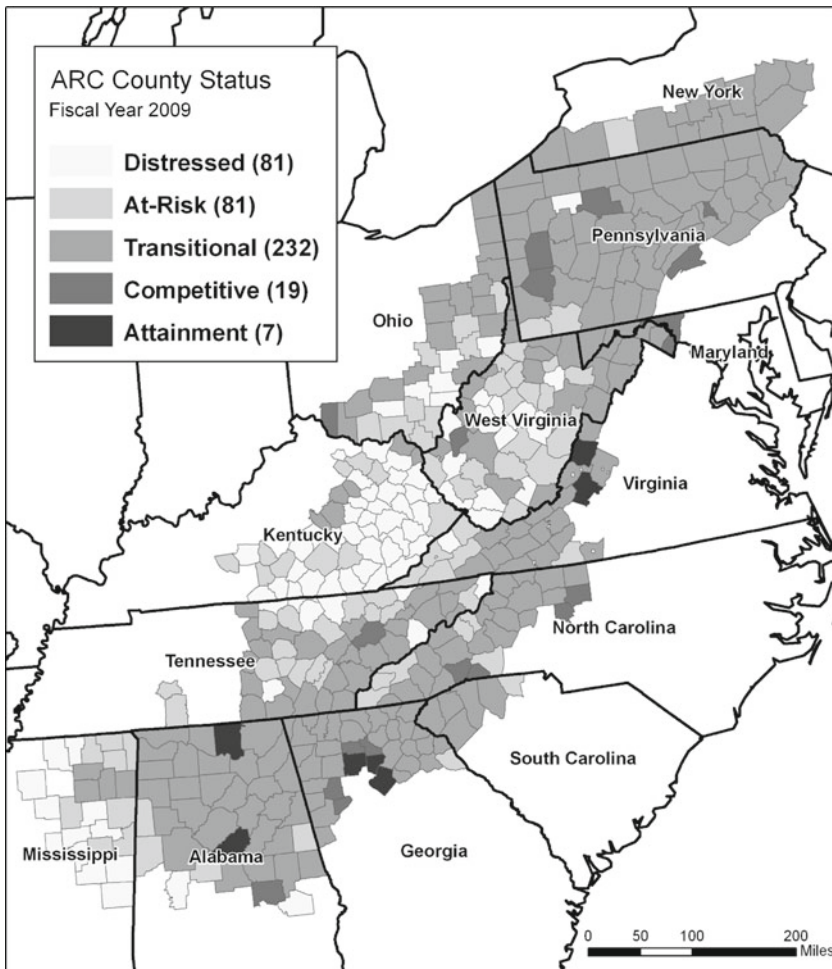 ARC County Status
Fiscal Year 2009
Distressed (81)
At-Risk (81)
Transitional (232)
Competitive (19)
Attainment (7)
New York
Pennsylvania
Ohio
Maryland
West Virginia
Virginia
Kentucky
North Carolina
Tennessee
South Carolina
Mississippi
Alabama
Georgia
0 50 100 200
Miles